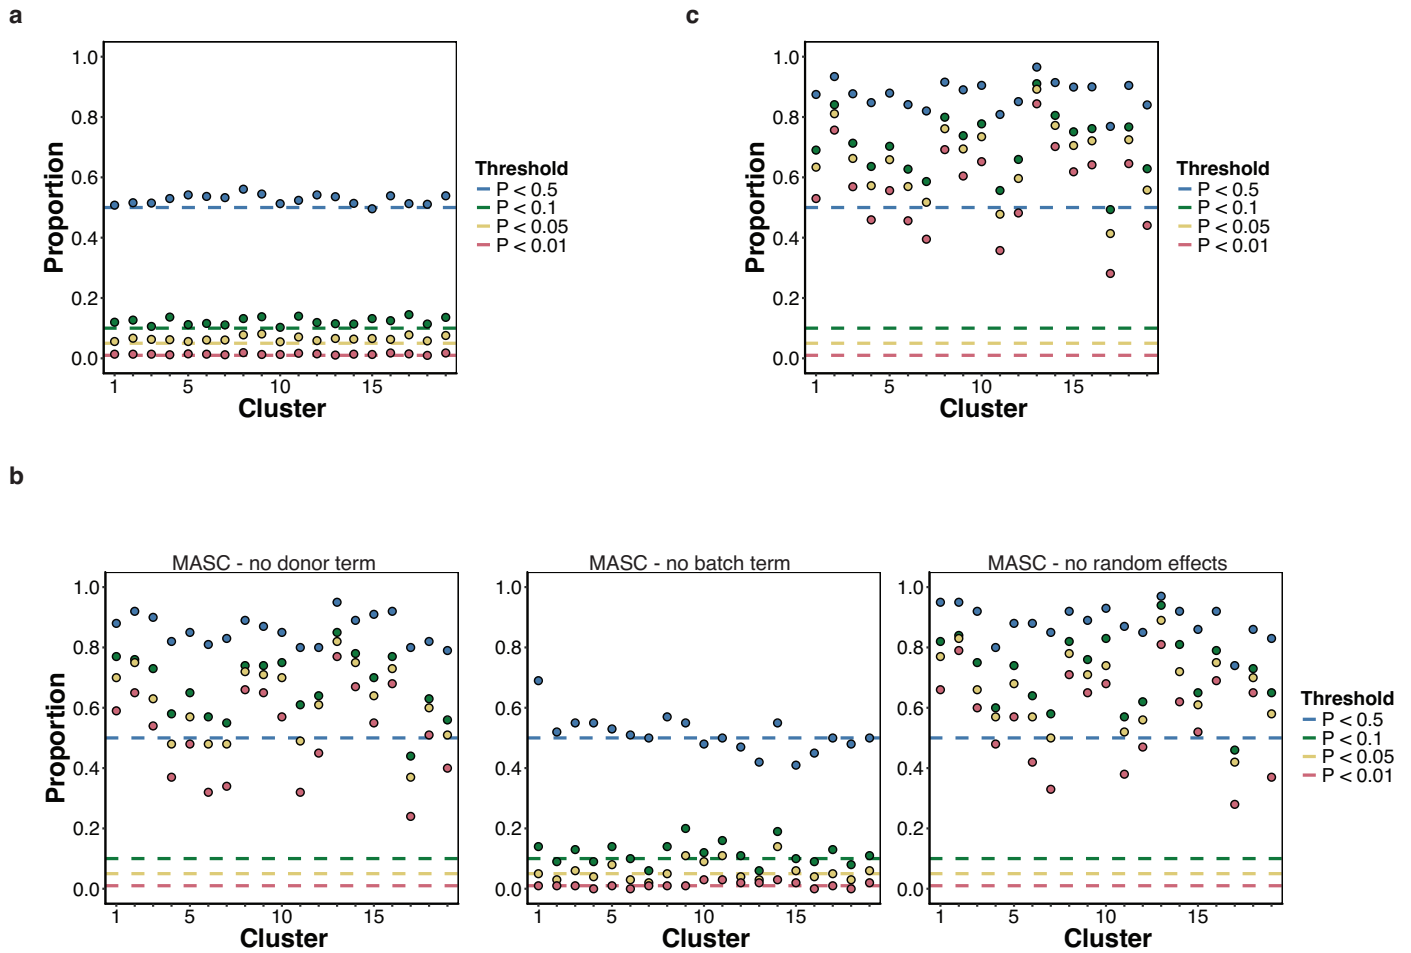 a
1.0
0.8
0.6
0.4
0.2
0.0
Proportion
1
5
10
15
Cluster
Threshold
P < 0.5
P < 0.1
P < 0.05
P < 0.01
c
1.0
0.8
0.6
0.4
0.2
0.0
Proportion
1
5
10
15
Cluster
Threshold
P < 0.5
P < 0.1
P < 0.05
P < 0.01
b
MASC - no donor term
1.0
0.8
0.6
0.4
0.2
0.0
Proportion
1
5
10
15
Cluster
MASC - no batch term
1.0
0.8
0.6
0.4
0.2
0.0
1
5
10
15
Cluster
MASC - no random effects
1.0
0.8
0.6
0.4
0.2
0.0
1
5
10
15
Cluster
Threshold
P < 0.5
P < 0.1
P < 0.05
P < 0.01